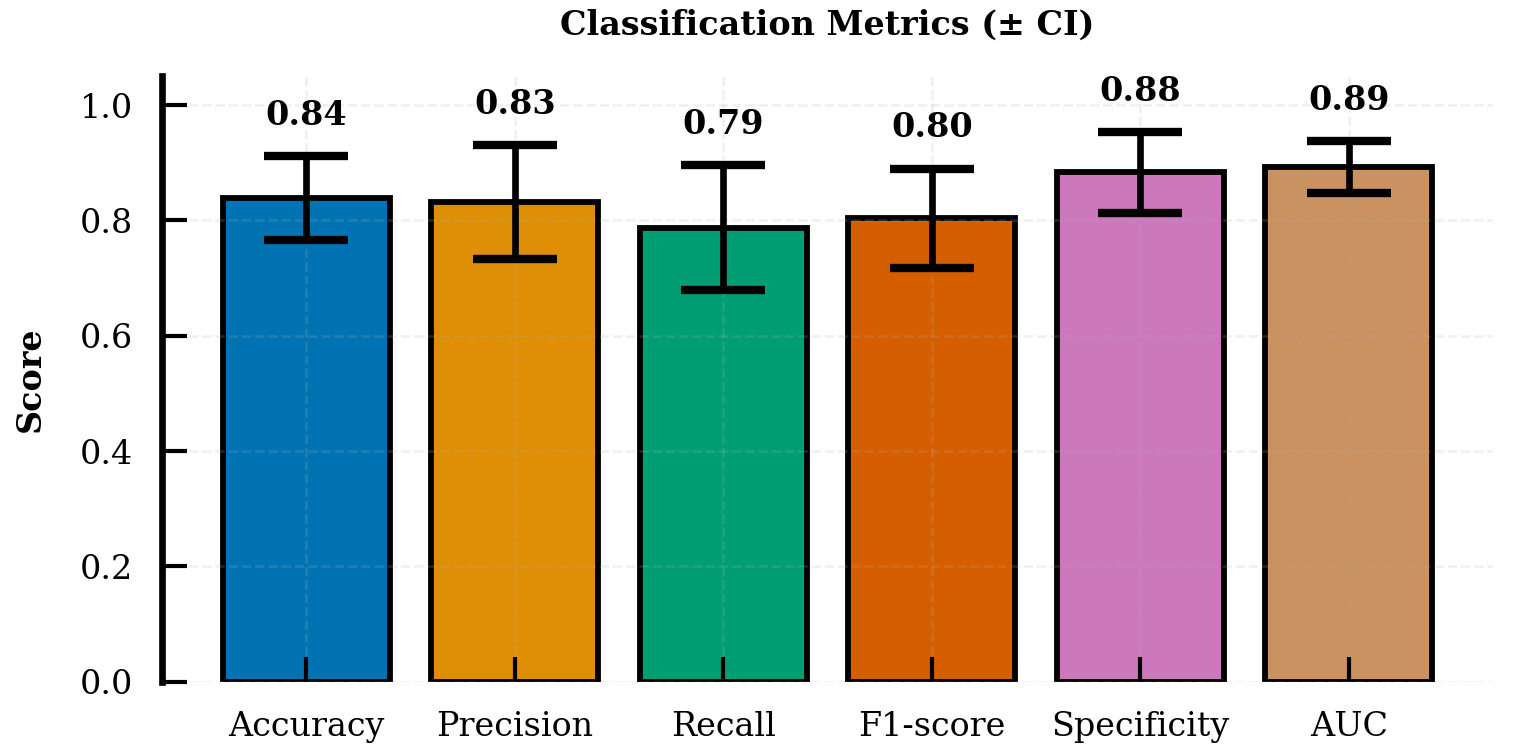 Classification Metrics (± CI)
0.84
0.83
0.79
0.80
0.88
0.89
Score
1.0
0.8
0.6
0.4
0.2
0.0
Accuracy
Precision
Recall
F1-score
Specificity
AUC